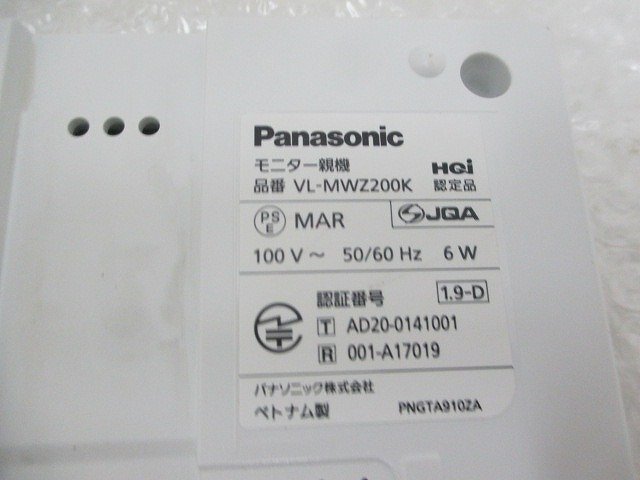 Panasonic
モニター親機
HQi
品番 VL-MWZ200K 認定品
PS E MAR JQA
100 V ~ 50/60 Hz 6 W
認証番号 1.9-D
T AD20-0141001
R 001-A17019
パナソニック株式会社
ベトナム製 PNGTA910ZA